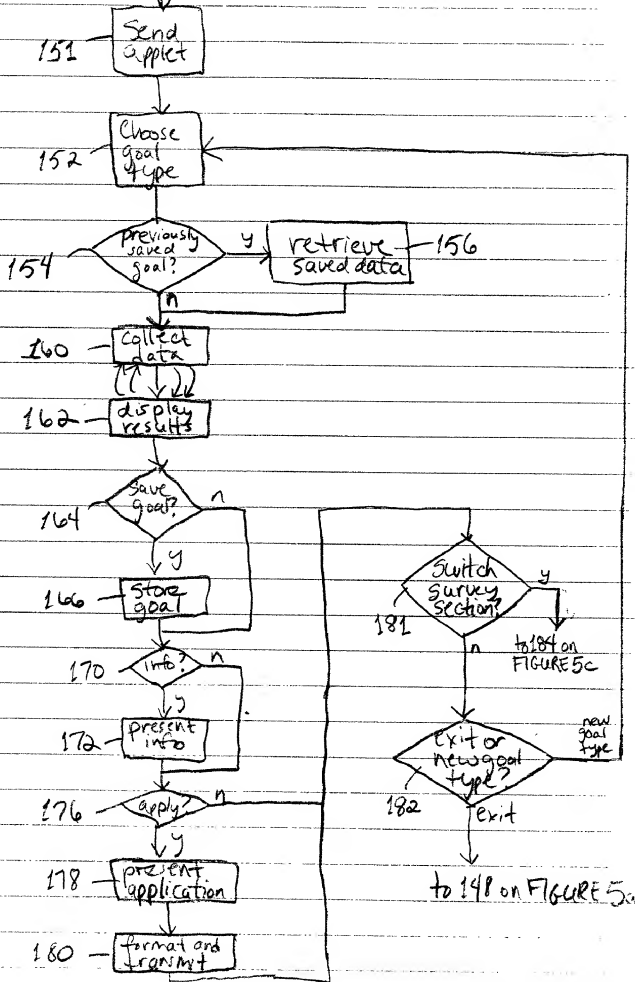 151
Send
applet
152
Choose
goal
type
154
previously
saved
goal?
y
n
retrieve
saved data
156
160
collect
data
162
display
results
164
save
goal?
n
y
166
store
goal
170
info?
n
y
172
present
info
176
apply?
n
y
178
present
application
180
format and
transmit
Switch
survey
section?
181
y
n
to 184 on
FIGURE 5c
exit or
new goal
type?
182
new
goal
type
exit
to 148 on FIGURE 5a